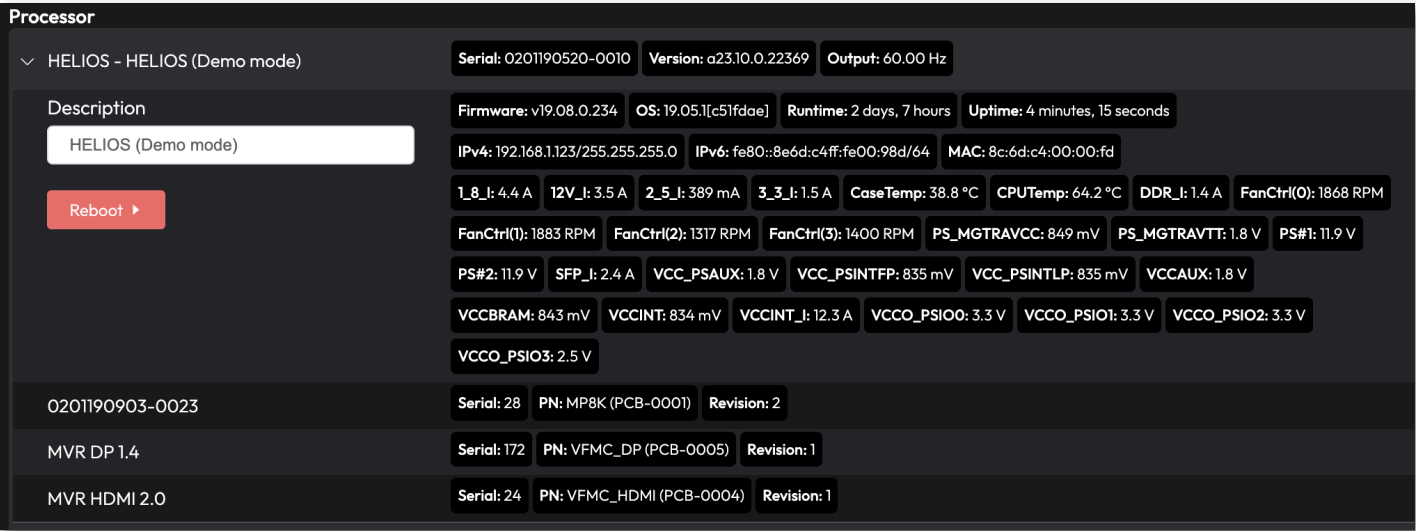 Processor
HELIOS - HELIOS (Demo mode)
Serial: 0201190520-0010 Version: a23.10.0.22369 Output: 60.00 Hz
Description
HELIOS (Demo mode)
Reboot
Firmware: v19.08.0.234 OS: 19.05.1[c51fdae] Runtime: 2 days, 7 hours Uptime: 4 minutes, 15 seconds
IPv4: 192.168.1.123/255.255.255.0 IPv6: fe80::8e6d:c4ff:fe00:98d/64 MAC: 8c:6d:c4:00:00:fd
1_8_I: 4.4 A 12V_I: 3.5 A 2_5_I: 389 mA 3_3_I: 1.5 A CaseTemp: 38.8 °C CPUTemp: 64.2 °C DDR_I: 1.4 A FanCtrl(0): 1868 RPM
FanCtrl(1): 1883 RPM FanCtrl(2): 1317 RPM FanCtrl(3): 1400 RPM PS_MGTRAVCC: 849 mV PS_MGTRAVTT: 1.8 V PS#1: 11.9 V
PS#2: 11.9 V SFP_I: 2.4 A VCC_PSAUX: 1.8 V VCC_PSINTFP: 835 mV VCC_PSINTLP: 835 mV VCCAUX: 1.8 V
VCCBRAM: 843 mV VCCINT: 834 mV VCCINT_I: 12.3 A VCCO_PSIO0: 3.3 V VCCO_PSIO1: 3.3 V VCCO_PSIO2: 3.3 V
VCCO_PSIO3: 2.5 V
0201190903-0023
Serial: 28 PN: MP8K (PCB-0001) Revision: 2
MVR DP 1.4
Serial: 172 PN: VFMC_DP (PCB-0005) Revision: 1
MVR HDMI 2.0
Serial: 24 PN: VFMC_HDMI (PCB-0004) Revision: 1